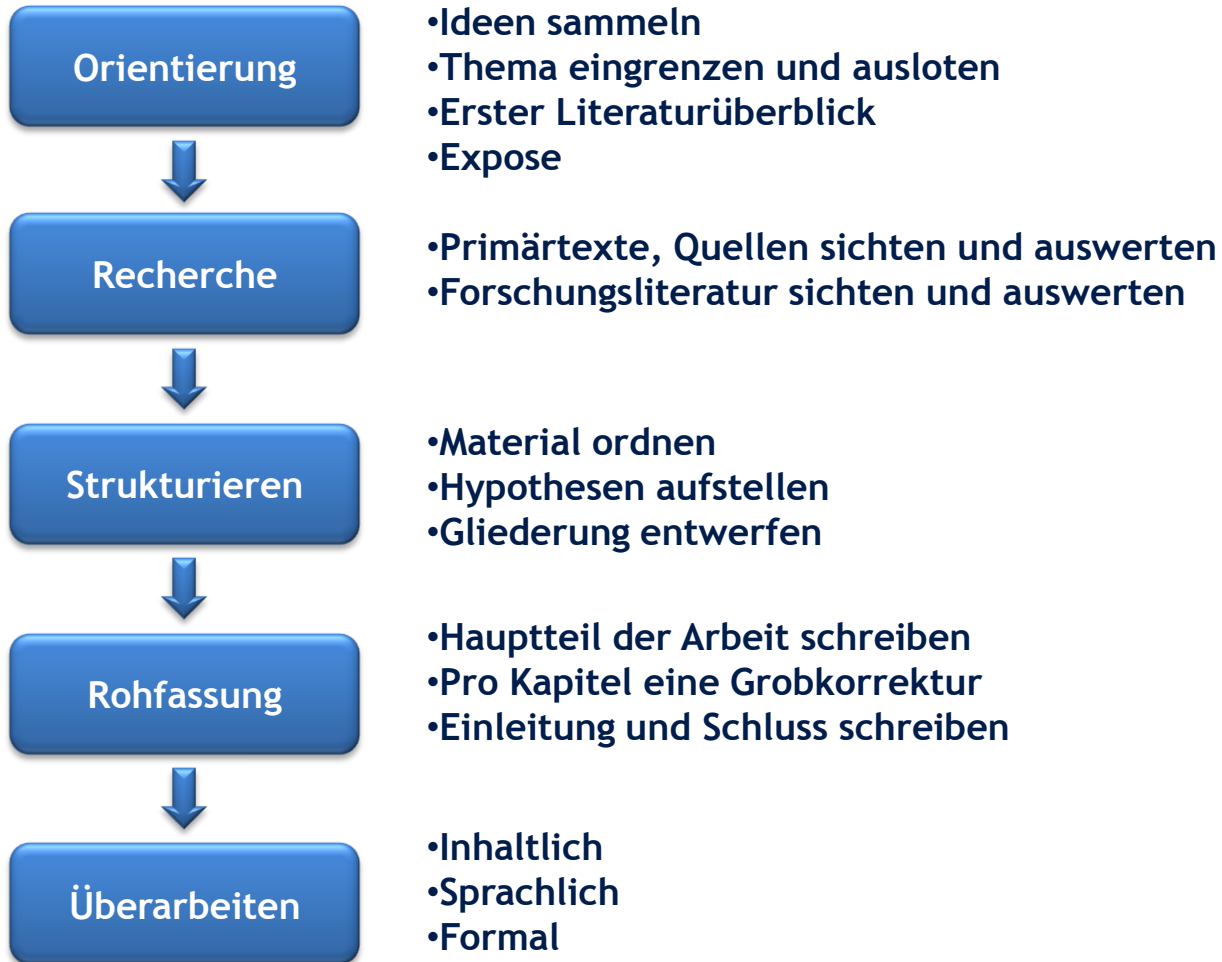 Orientierung
•Ideen sammeln
•Thema eingrenzen und ausloten
•Erster Literaturüberblick
•Expose
Recherche
•Primärtexte, Quellen sichten und auswerten
•Forschungsliteratur sichten und auswerten
Strukturieren
•Material ordnen
•Hypothesen aufstellen
•Gliederung entwerfen
Rohfassung
•Hauptteil der Arbeit schreiben
•Pro Kapitel eine Grobkorrektur
•Einleitung und Schluss schreiben
Überarbeiten
•Inhaltlich
•Sprachlich
•Formal